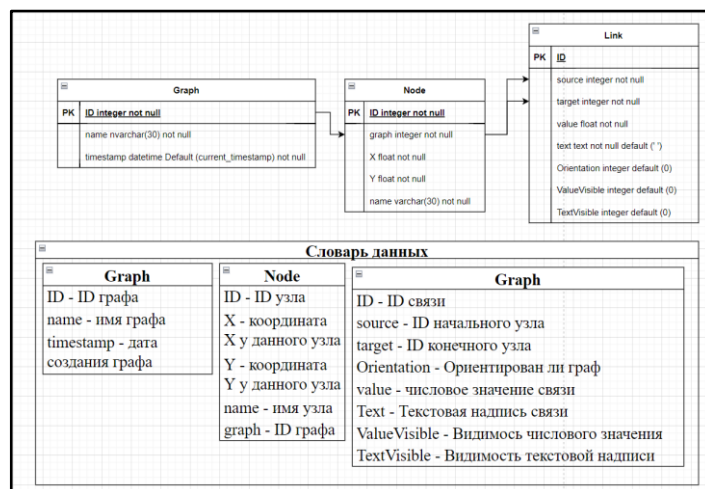 Graph
PK ID integer not null
name nvarchar(30) not null
timestamp datetime Default (current_timestamp) not null
Node
PK ID integer not null
graph integer not null
X float not null
Y float not null
name varchar(30) not null
Link
PK ID
source integer not null
target integer not null
value float not null
text text not null default (' ')
Orientation integer default (0)
ValueVisible integer default (0)
TextVisible integer default (0)
Словарь данных
Graph
ID - ID графа
name - имя графа
timestamp - дата
создания графа
Node
ID - ID узла
X - координата
X у данного узла
Y - координата
Y у данного узла
name - имя узла
graph - ID графа
Graph
ID - ID связи
source - ID начального узла
target - ID конечного узла
Orientation - Ориентирован ли граф
value - числовое значение связи
Text - Текстовая надпись связи
ValueVisible - Видимось числового значения
TextVisible - Видимость текстовой надписи